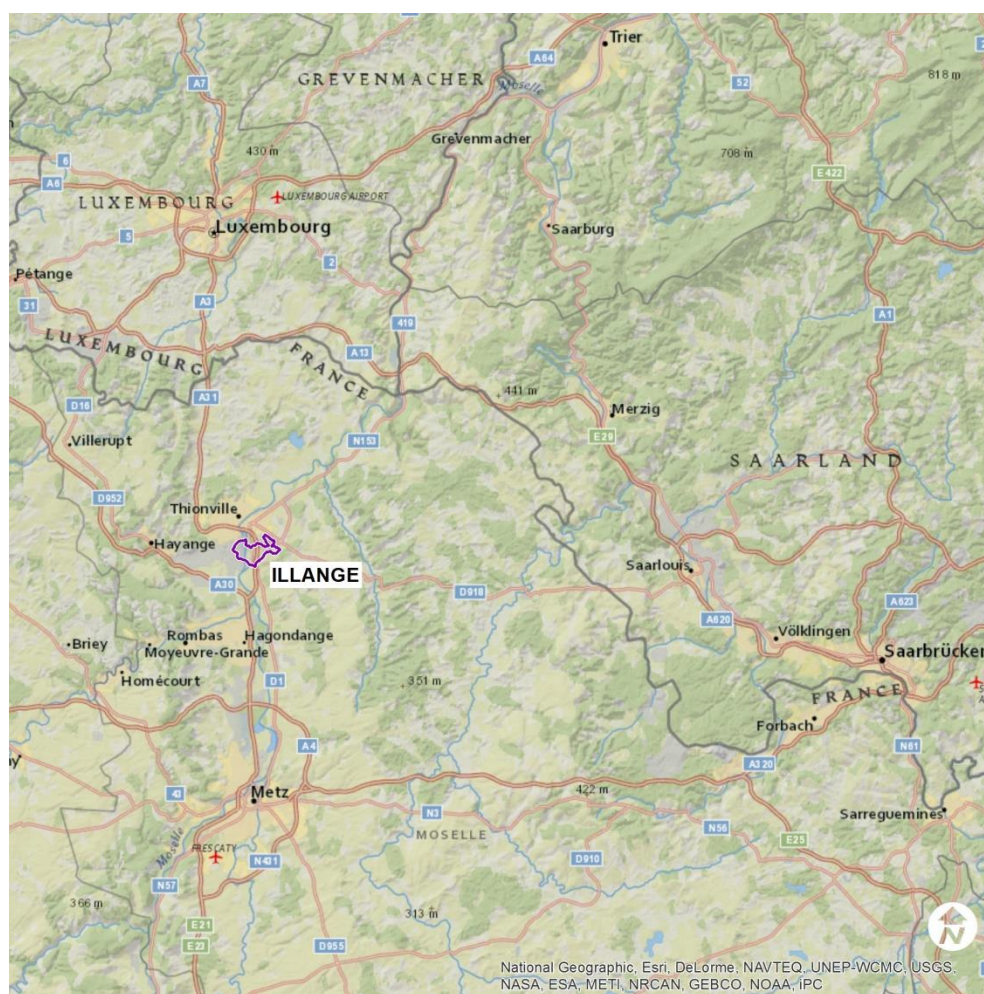 Trier
A64
A7
GREVENMACHER
Moselle
52
818 m
Grevenmacher
430 m
708 m
6
A6
E422
LUXEMBOURG AIRPORT
LUXEMBOURG
Luxembourg
Saarburg
5
2
Pétange
31
A3
419
A1
LUXEMBOURG
FRANCE
A13
A31
441 m
D16
Merzig
E29
Villerupt
N153
SAARLAND
D952
Thionville
Hayange
ILLANGE
Saarlouis
A30
D918
A623
A620
Rombas
Hagondange
Völklingen
Briey
Moyeuvre-Grande
Saarbrücken
Homécourt
D1
351 m
FRANCE
Forbach
A4
N61
A320
Metz
422 m
43
N3
Sarreguemines
MOSELLE
N56
Moselle
FRESCATY
E25
N431
D910
N57
366 m
313 m
E21
E23
D955
N
National Geographic, Esri, DeLorme, NAVTEQ, UNEP-WCMC, USGS,
NASA, ESA, METI, NRCAN, GEBCO, NOAA, iPC